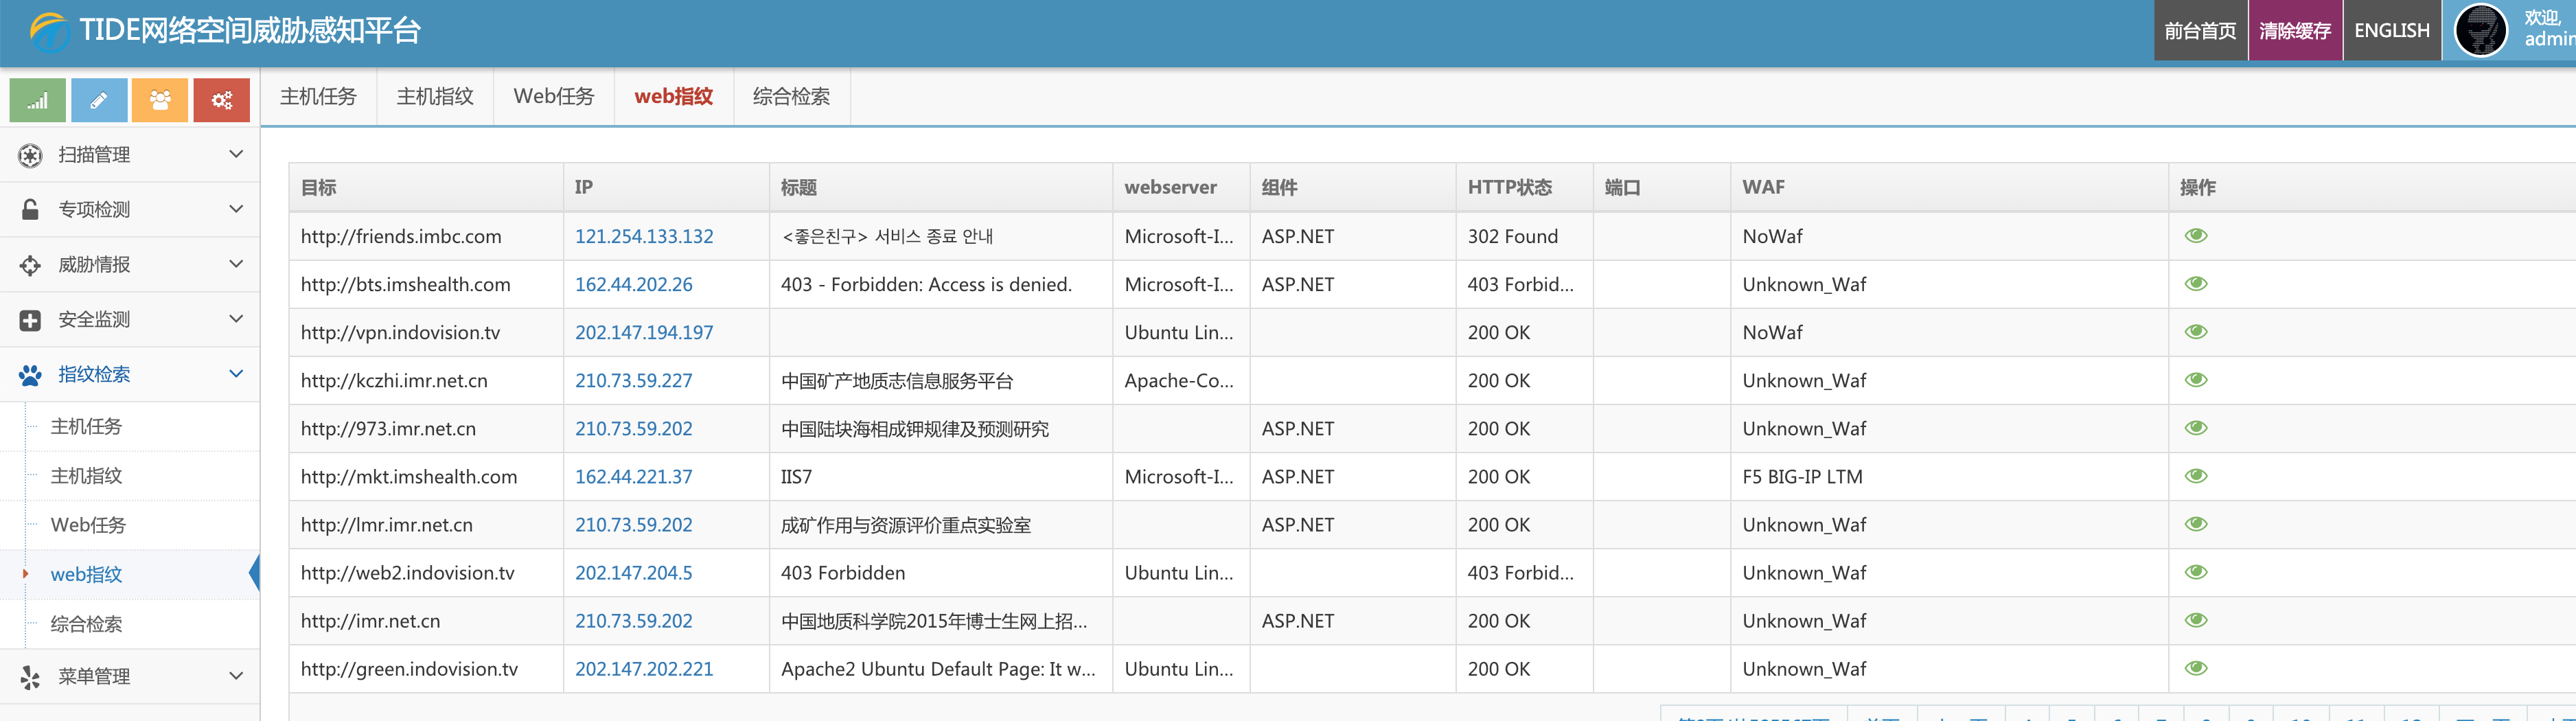 TIDE网络空间威胁感知平台
前台首页 清除缓存 ENGLISH 欢迎,
admin
主机任务 主机指纹 Web任务 web指纹 综合检索
扫描管理
专项检测
威胁情报
安全监测
指纹检索
主机任务
主机指纹
Web任务
web指纹
综合检索
菜单管理
目标 IP 标题 webserver 组件 HTTP状态 端口 WAF 操作
http://friends.imbc.com 121.254.133.132 <좋은친구> 서비스 종료 안내 Microsoft-I... ASP.NET 302 Found NoWaf
http://bts.imshealth.com 162.44.202.26 403 - Forbidden: Access is denied. Microsoft-I... ASP.NET 403 Forbid... Unknown_Waf
http://vpn.indovision.tv 202.147.194.197 Ubuntu Lin... 200 OK NoWaf
http://kczhi.imr.net.cn 210.73.59.227 中国矿产地质志信息服务平台 Apache-Co... 200 OK Unknown_Waf
http://973.imr.net.cn 210.73.59.202 中国陆块海相成钾规律及预测研究 ASP.NET 200 OK Unknown_Waf
http://mkt.imshealth.com 162.44.221.37 IIS7 Microsoft-I... ASP.NET 200 OK F5 BIG-IP LTM
http://lmr.imr.net.cn 210.73.59.202 成矿作用与资源评价重点实验室 ASP.NET 200 OK Unknown_Waf
http://web2.indovision.tv 202.147.204.5 403 Forbidden Ubuntu Lin... 403 Forbid... Unknown_Waf
http://imr.net.cn 210.73.59.202 中国地质科学院2015年博士生网上招... ASP.NET 200 OK Unknown_Waf
http://green.indovision.tv 202.147.202.221 Apache2 Ubuntu Default Page: It w... Ubuntu Lin... 200 OK Unknown_Waf